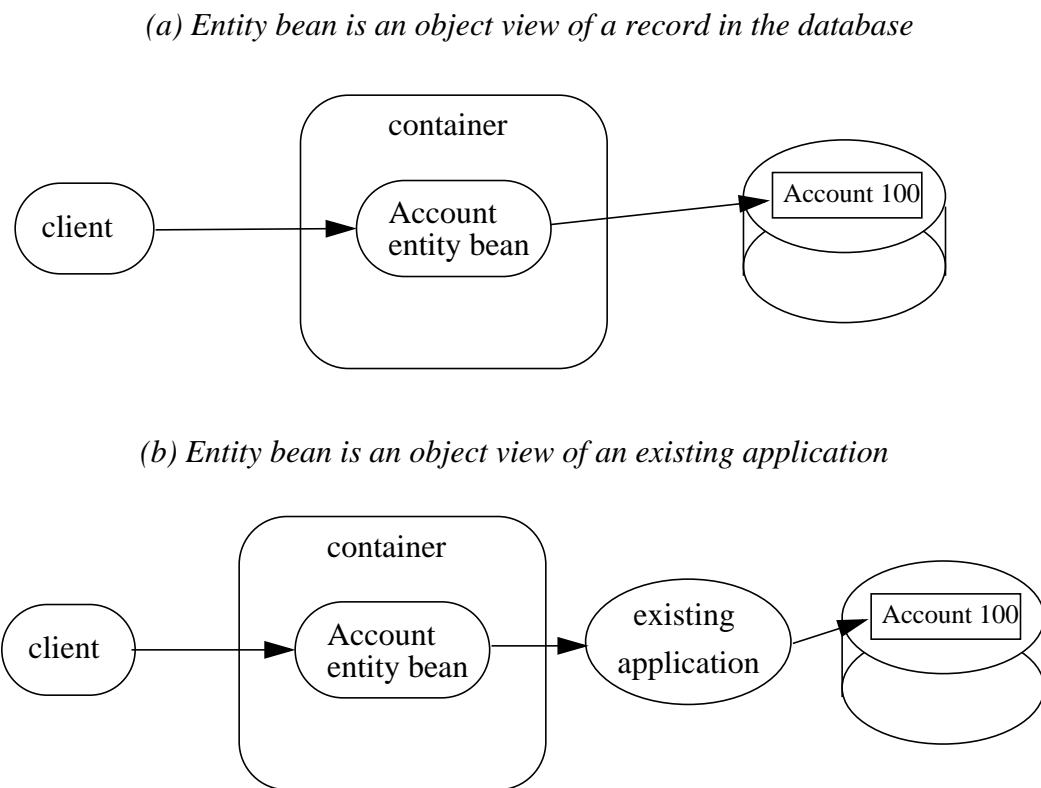 (a) Entity bean is an object view of a record in the database
container
client
Account
entity bean
Account 100
(b) Entity bean is an object view of an existing application
container
client
Account
entity bean
existing
application
Account 100